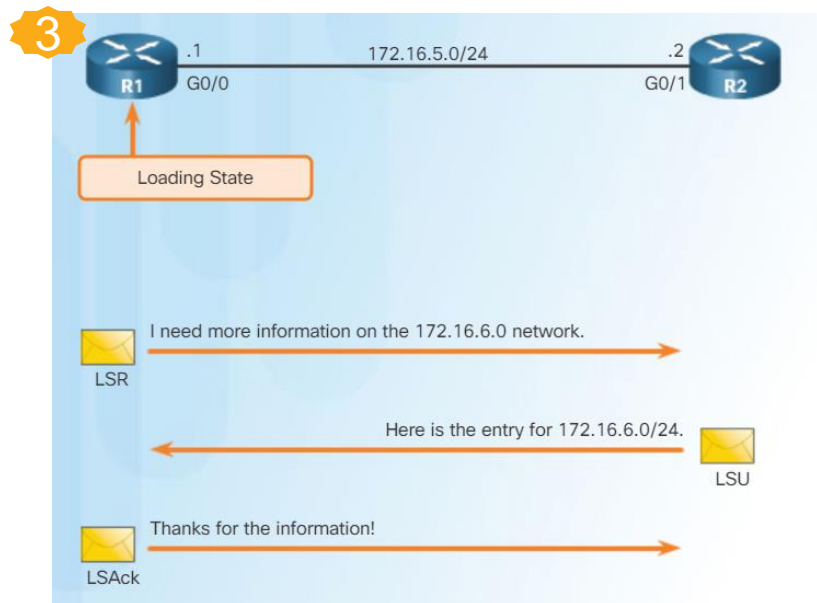 3
.1
172.16.5.0/24
.2
R1
G0/0
G0/1
R2
Loading State
I need more information on the 172.16.6.0 network.
LSR
Here is the entry for 172.16.6.0/24.
LSU
Thanks for the information!
LSAck